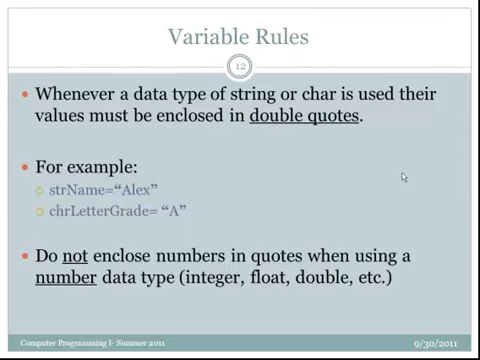 Variable Rules
12
Whenever a data type of string or char is used their
values must be enclosed in double quotes.
For example:
strName=“Alex”
chrLetterGrade= “A”
Do not enclose numbers in quotes when using a
number data type (integer, float, double, etc.)
Computer Programming I- Summer 2011
9/30/2011